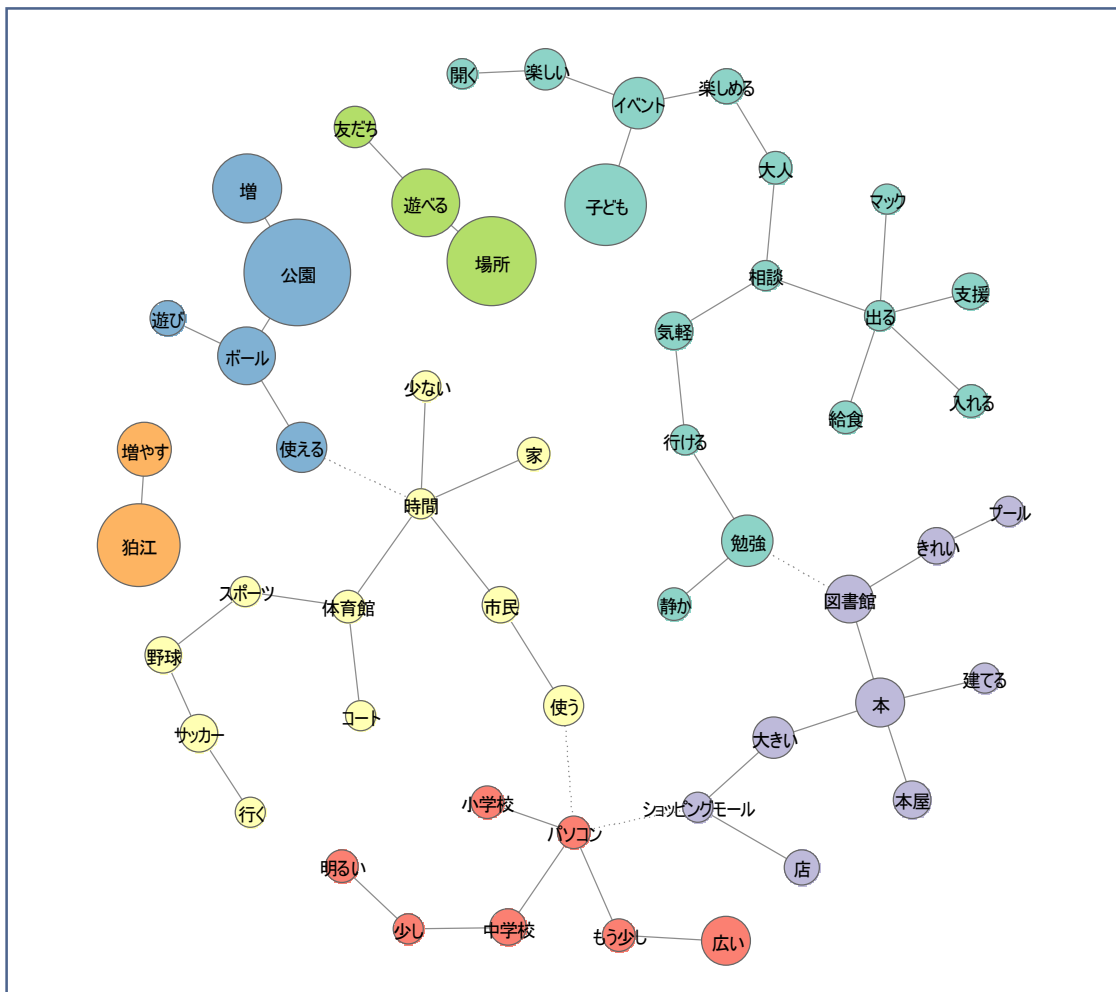 開く
楽しい
イベント
楽しめる
友だち
大人
増
遊べる
子ども
マック
公園
場所
相談
支援
遊び
気軽
出る
ボール
少ない
入れる
給食
増やす
使える
家
行ける
時間
プール
狛江
勉強
きれい
スポーツ
体育館
市民
静か
図書館
野球
建てる
コート
使う
本
サッカー
大きい
行く
小学校
ショッピングモール
本屋
パソコン
明るい
店
少し
中学校
もう少し
広い